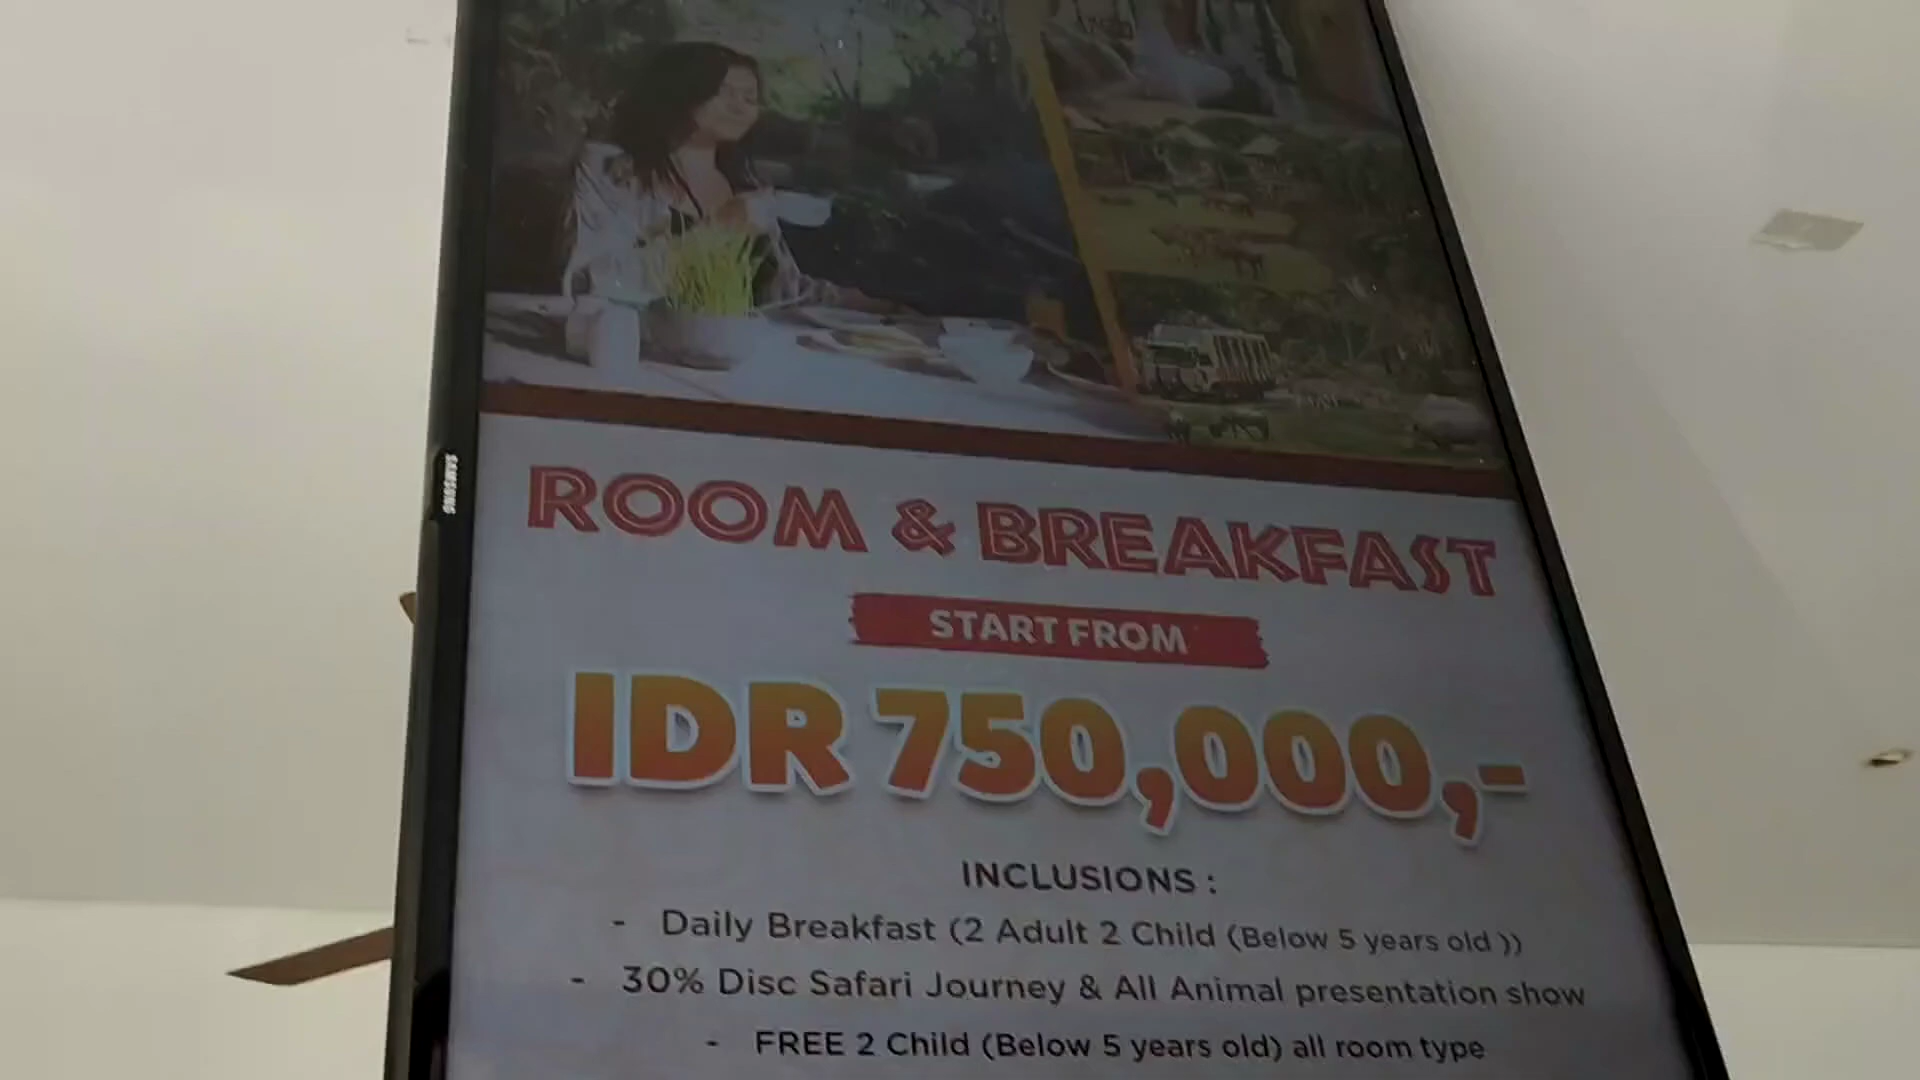 SAMSUNG
ROOM & BREAKFAST
START FROM
IDR 750,000,-
INCLUSIONS :
- Daily Breakfast (2 Adult 2 Child (Below 5 years old ))
- 30% Disc Safari Journey & All Animal presentation show
- FREE 2 Child (Below 5 years old) all room type